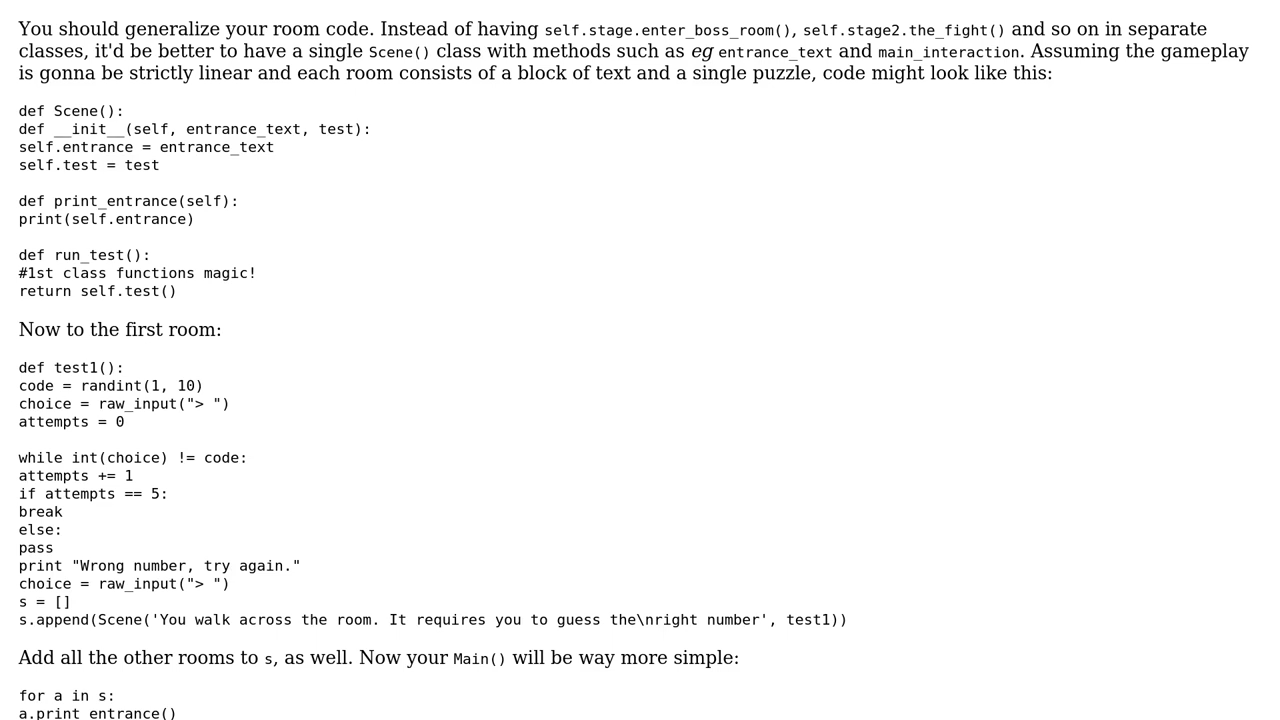 You should generalize your room code. Instead of having self.stage.enter_boss_room(), self.stage2.the_fight() and so on in separate
classes, it'd be better to have a single Scene() class with methods such as eg entrance_text and main_interaction. Assuming the gameplay
is gonna be strictly linear and each room consists of a block of text and a single puzzle, code might look like this:
def Scene():
def __init__(self, entrance_text, test):
self.entrance = entrance_text
self.test = test
def print_entrance(self):
print(self.entrance)
def run_test():
#1st class functions magic!
return self.test()
Now to the first room:
def test1():
code = randint(1, 10)
choice = raw_input("> ")
attempts = 0
while int(choice) != code:
attempts += 1
if attempts == 5:
break
else:
pass
print "Wrong number, try again."
choice = raw_input("> ")
s = []
s.append(Scene('You walk across the room. It requires you to guess the\nright number', test1))
Add all the other rooms to s, as well. Now your Main() will be way more simple:
for a in s:
a.print_entrance()